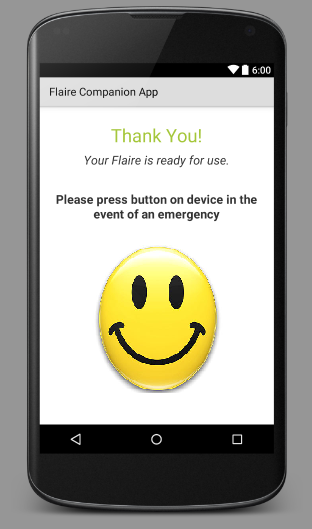 6:00
Flaire Companion App
Thank You!
Your Flaire is ready for use.
Please press button on device in the
event of an emergency